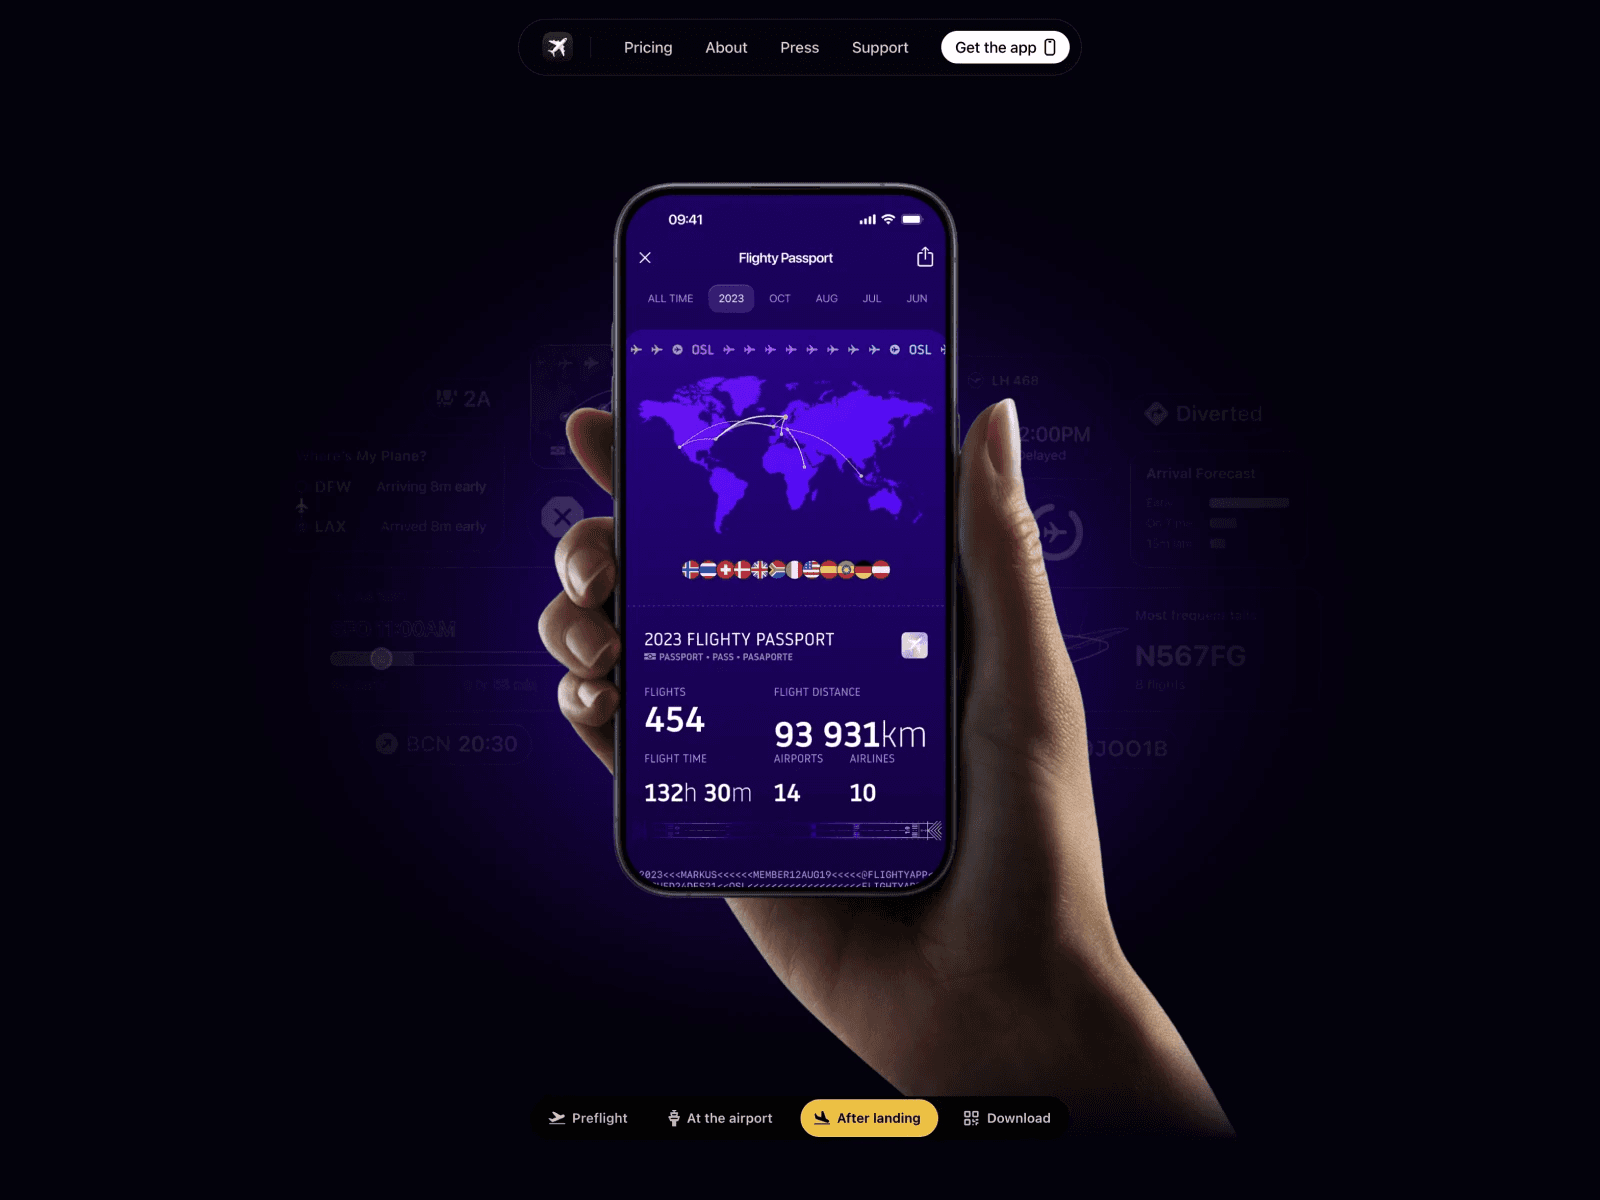 Pricing About Press Support Get the app
09:41
Flighty Passport
ALL TIME 2023 OCT AUG JUL JUN
OSL OSL
2A
LH 468
Diverted
2:00PM
Delayed
My Plane?
Arrival Forecast
DFW Arriving 8m early
LAX Arrived 8m early
Most frequent tails
N567FG
8 flights
BCN 20:30
2023 FLIGHTY PASSPORT
PASSPORT • PASS • PASAPORTE
FLIGHTS
454
FLIGHT DISTANCE
93 931km
FLIGHT TIME
132h 30m
AIRPORTS
14
AIRLINES
10
2023<<<MARKUS<<<<<<MEMBER12AUG19<<<<<@FLIGHTYAPP<
Preflight At the airport After landing Download